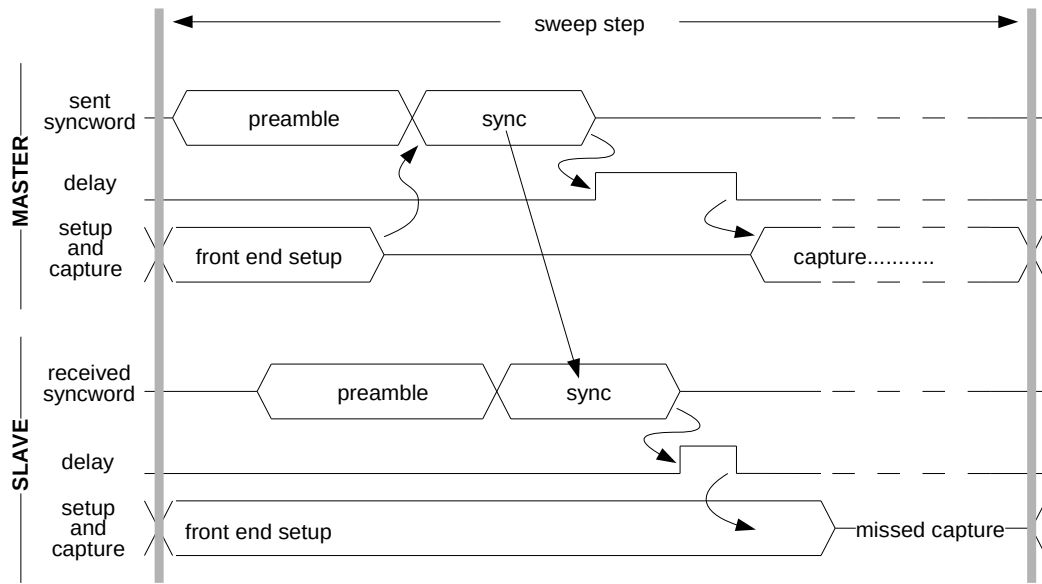 sweep step
MASTER
sent
syncword
preamble
sync
delay
setup
and
capture
front end setup
capture...........
SLAVE
received
syncword
preamble
sync
delay
setup
and
capture
front end setup
missed capture